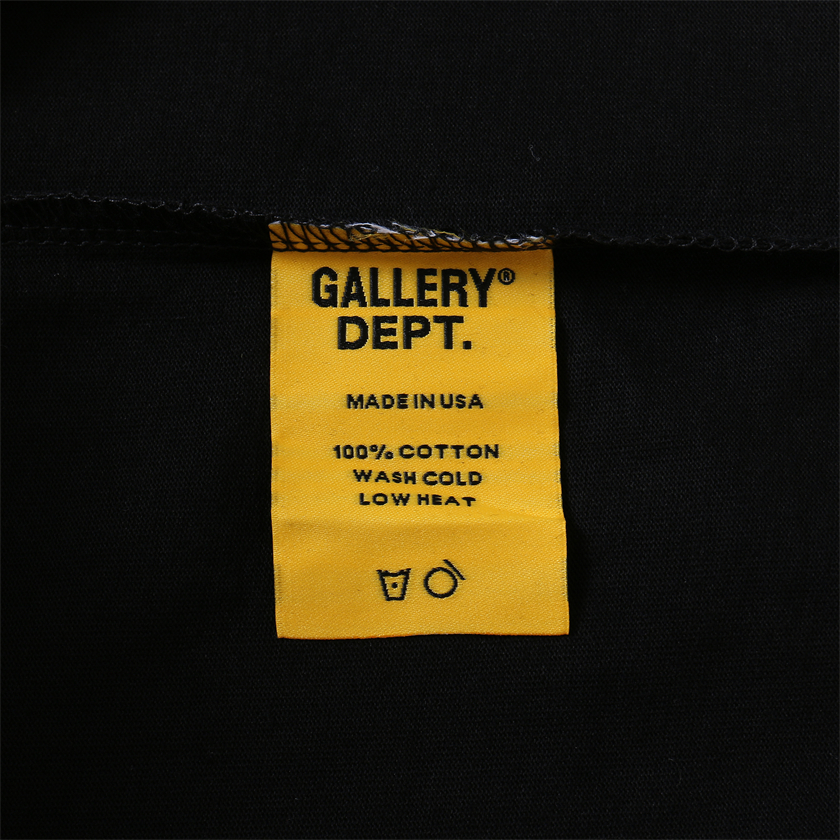 GALLERY®
DEPT.
MADE IN USA
100% COTTON
WASH COLD
LOW HEAT